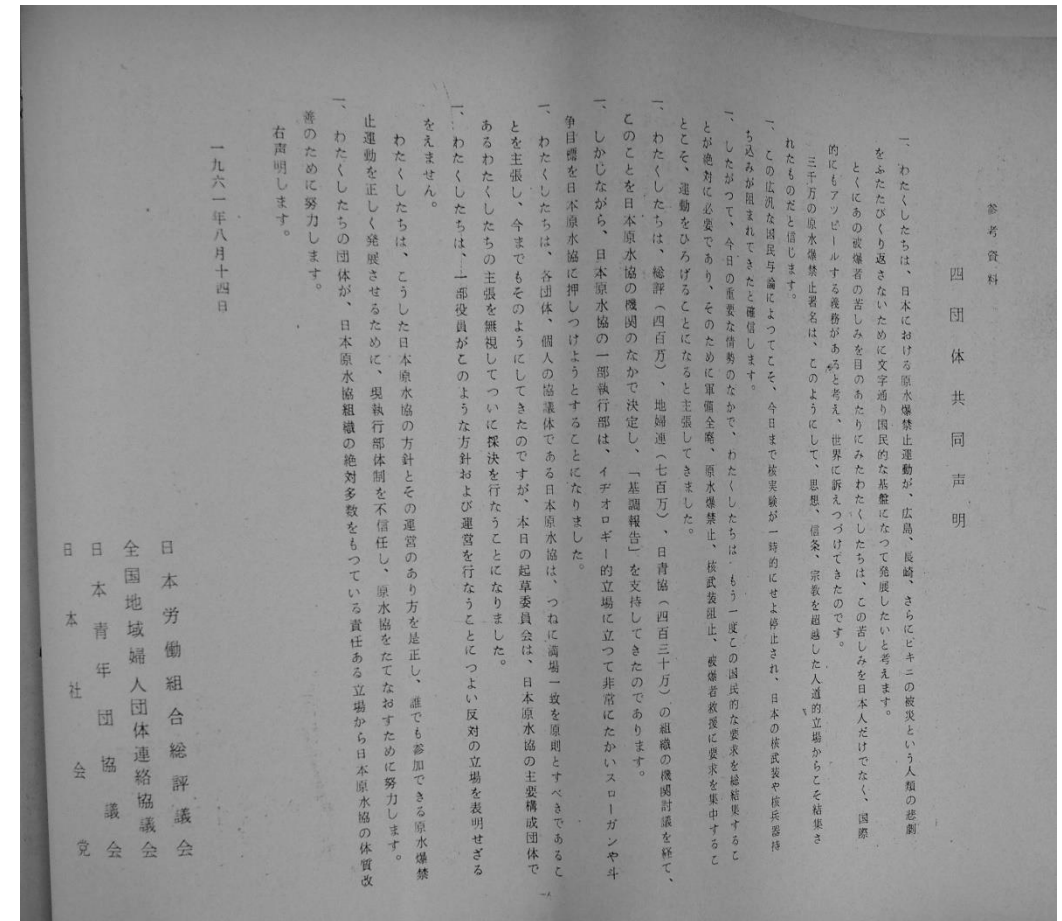 参考資料
四団体共同声明
一、わたくしたちは、日本における原水爆禁止運動が、広島、長崎、さらにビキニの被災という人類の悲劇
をふたたびくり返さないために文字通り国民的な基盤になつて発展したいと考えます。
とくにあの被爆者の苦しみを目のあたりにみたわたくしたちは、この苦しみを日本人だけでなく、国際
的にもアッピールする義務があると考え、世界に訴えつづけてきたのです。
三千万の原水爆禁止署名は、このようにして、思想、信条、宗教を超越した人道的立場からこそ結集さ
れたものだと信じます。
一、この広汎な国民与論によつてこそ、今日まで核実験が一時的にせよ停止され、日本の核武装や核兵器持
ち込みが阻まれてきたと確信します。
一、したがつて、今日の重要な情勢のなかで、わたくしたちは、もう一度この国民的な要求を総結集するこ
とが絶対に必要であり、そのために軍備全廃、原水爆禁止、核武装阻止、被爆者救援に要求を集中するこ
とこそ、運動をひろげることになると主張してきました。
一、わたくしたちは、総評（四百万）、地婦連（七百万）、日青協（四百三十万）の組織の機関討議を経て、
このことを日本原水協の機関のなかで決定し、「基調報告」を支持してきたのであります。
一、しかしながら、日本原水協の一部執行部は、イデオロギー的立場に立つて非常にたかいスローガンや斗
争目標を日本原水協に押しつけようとすることになりました。
一、わたくしたちは、各団体、個人の協議体である日本原水協は、つねに満場一致を原則とすべきであるこ
とを主張し、今までもそのようにしてきたのですが、本日の起草委員会は、日本原水協の主要構成団体で
あるわたくしたちの主張を無視してついに採決を行なうことになりました。
一、わたくしたちは、一部役員がこのような方針および運営を行なうことにつよい反対の立場を表明せざる
をえません。
わたくしたちは、こうした日本原水協の方針とその運営のあり方を是正し、誰でも参加できる原水爆禁
止運動を正しく発展させるために、現執行部体制を不信任し、原水協をたてなおすために努力します。
一、わたくしたちの団体が、日本原水協組織の絶対多数をもつている責任ある立場から日本原水協の体質改
善のために努力します。
右声明します。
一九六一年八月十四日
日本労働組合総評議会
全国地域婦人団体連絡協議会
日本青年団協議会
日本社会党